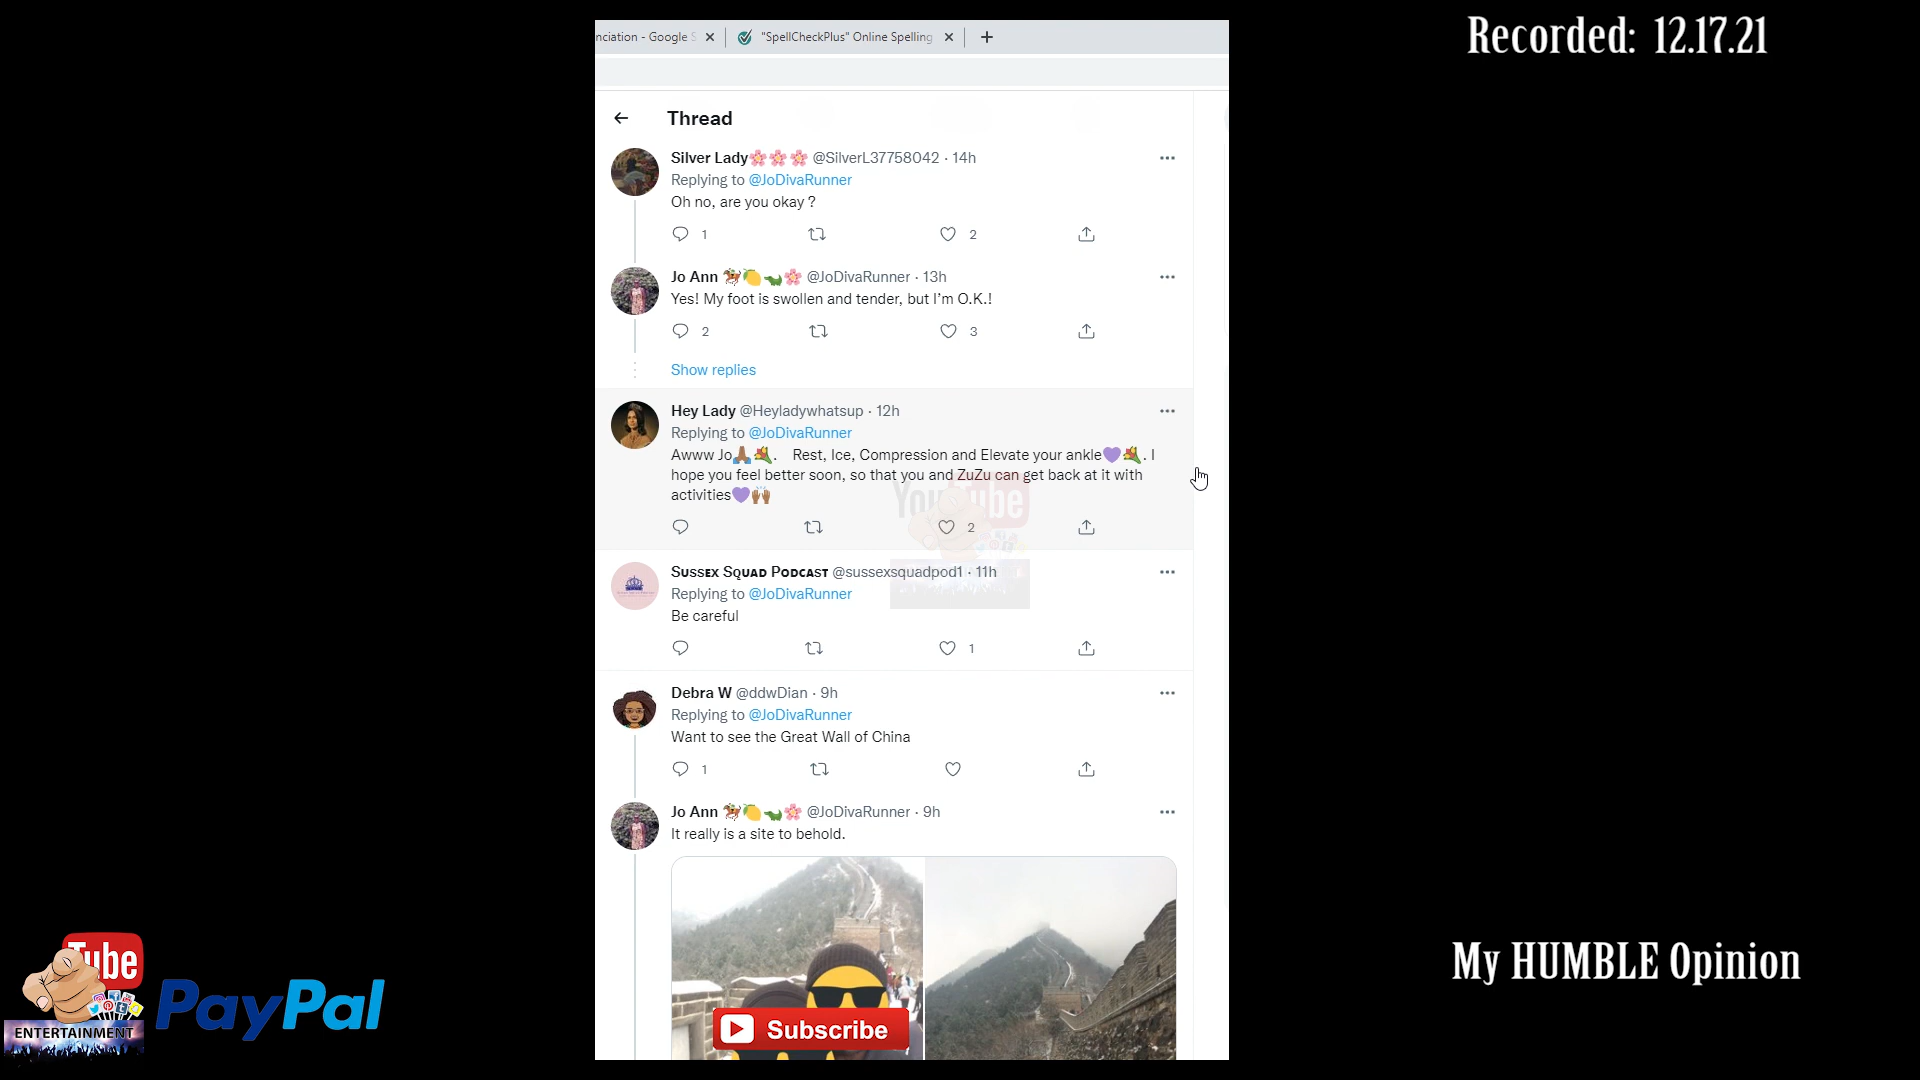 Recorded: 12.17.21
nciation - Google S
"SpellCheckPlus" Online Spelling
Thread
Silver Lady🌸🌸🌸 @SilverL37758042 · 14h
Replying to @JoDivaRunner
Oh no, are you okay ?
1
2
Jo Ann 🏇🍋🐊🌸 @JoDivaRunner · 13h
Yes! My foot is swollen and tender, but I'm O.K.!
2
3
Show replies
Hey Lady @Heyladywhatsup · 12h
Replying to @JoDivaRunner
Awww Jo🙏🏾💐. Rest, Ice, Compression and Elevate your ankle💜💐. I
hope you feel better soon, so that you and ZuZu can get back at it with
activities💜🙌🏾
YouTube
2
Sussex Squad Podcast @sussexsquadpod1 · 11h
Replying to @JoDivaRunner
Be careful
1
Debra W @ddwDian · 9h
Replying to @JoDivaRunner
Want to see the Great Wall of China
1
Jo Ann 🏇🍋🐊🌸 @JoDivaRunner · 9h
It really is a site to behold.
Subscribe
Tube
ENTERTAINMENT
PayPal
My HUMBLE Opinion